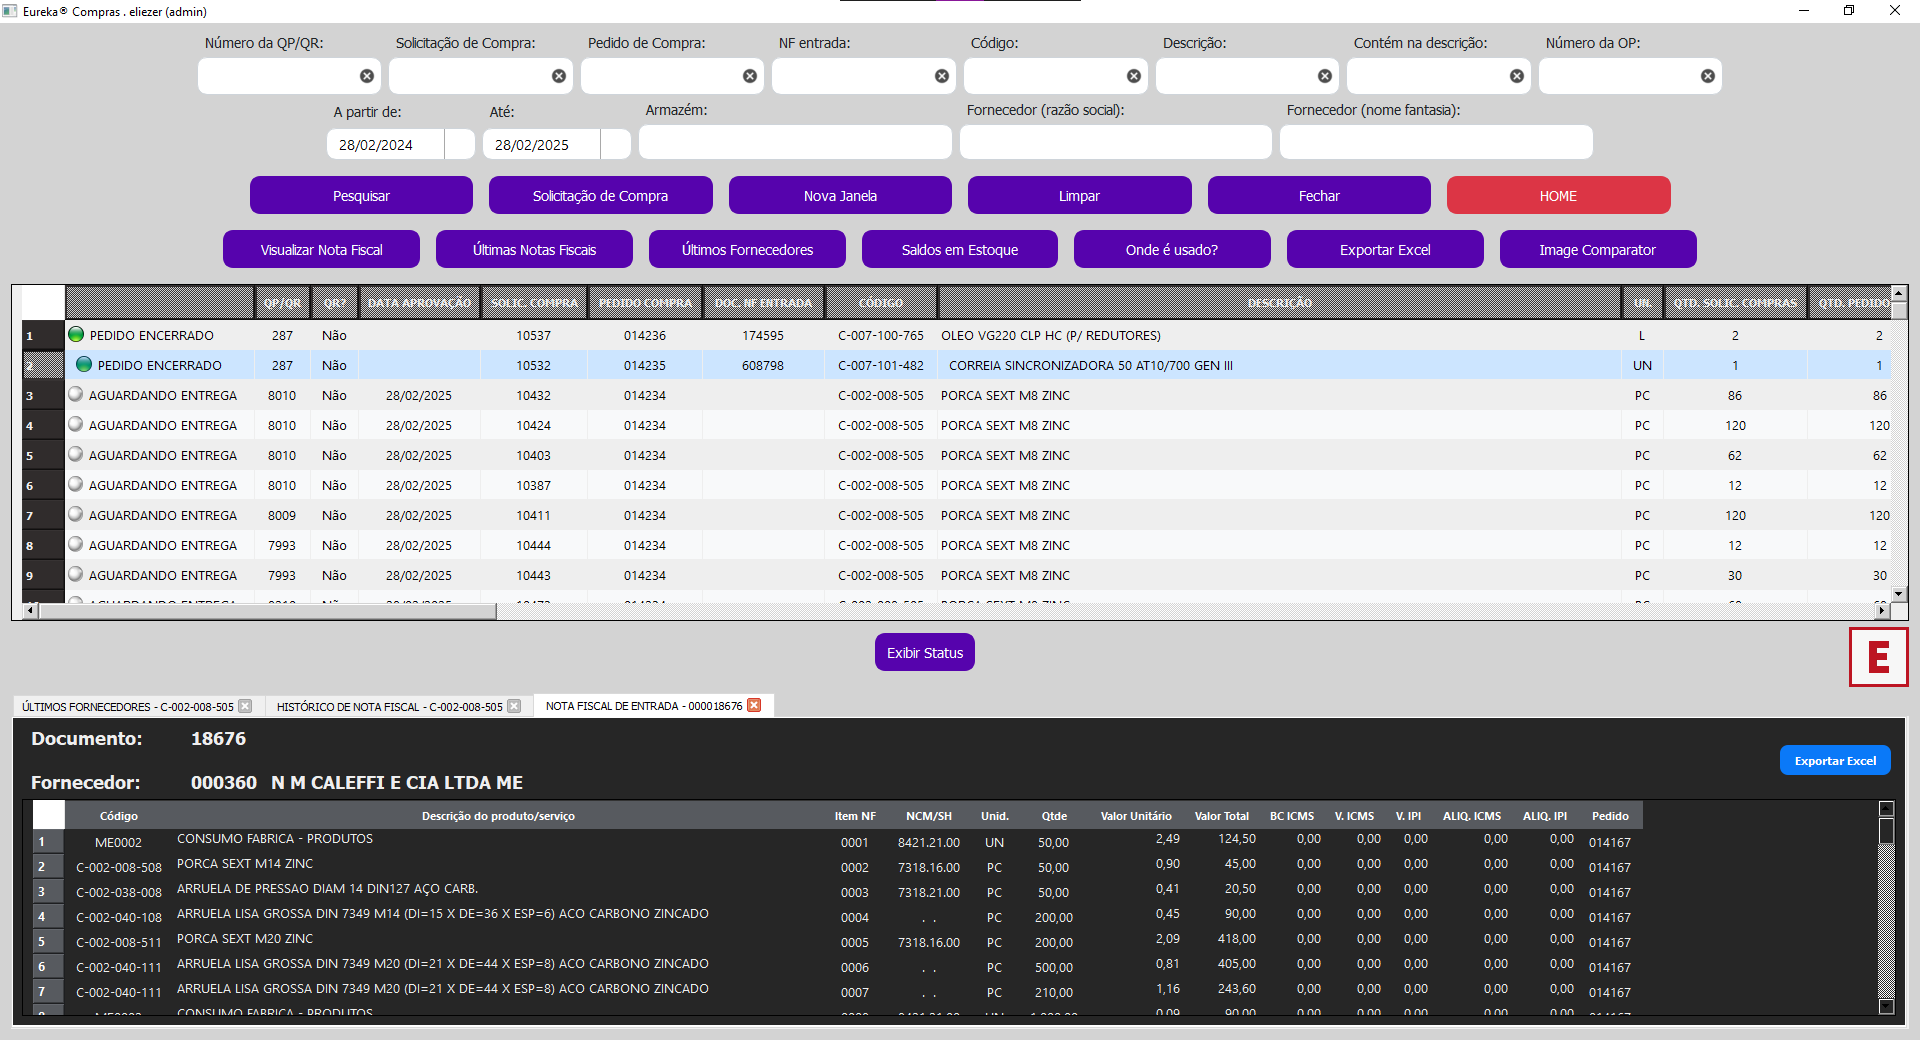 Eureka® Compras . eliezer (admin)
Número da QP/QR: Solicitação de Compra: Pedido de Compra: NF entrada: Código: Descrição: Contém na descrição: Número da OP:
A partir de: Até: Armazém: Fornecedor (razão social): Fornecedor (nome fantasia):
28/02/2024 28/02/2025
Pesquisar Solicitação de Compra Nova Janela Limpar Fechar HOME
Visualizar Nota Fiscal Últimas Notas Fiscais Últimos Fornecedores Saldos em Estoque Onde é usado? Exportar Excel Image Comparator
QP/QR QR? DATA APROVAÇÃO SOLIC. COMPRA PEDIDO COMPRA DOC. NF ENTRADA CÓDIGO DESCRIÇÃO UN. QTD. SOLIC. COMPRAS QTD. PEDIDO
1 PEDIDO ENCERRADO 287 Não 10537 014236 174595 C-007-100-765 OLEO VG220 CLP HC (P/ REDUTORES) L 2 2
2 PEDIDO ENCERRADO 287 Não 10532 014235 608798 C-007-101-482 CORREIA SINCRONIZADORA 50 AT10/700 GEN III UN 1 1
3 AGUARDANDO ENTREGA 8010 Não 28/02/2025 10432 014234 C-002-008-505 PORCA SEXT M8 ZINC PC 86 86
4 AGUARDANDO ENTREGA 8010 Não 28/02/2025 10424 014234 C-002-008-505 PORCA SEXT M8 ZINC PC 120 120
5 AGUARDANDO ENTREGA 8010 Não 28/02/2025 10403 014234 C-002-008-505 PORCA SEXT M8 ZINC PC 62 62
6 AGUARDANDO ENTREGA 8010 Não 28/02/2025 10387 014234 C-002-008-505 PORCA SEXT M8 ZINC PC 12 12
7 AGUARDANDO ENTREGA 8009 Não 28/02/2025 10411 014234 C-002-008-505 PORCA SEXT M8 ZINC PC 120 120
8 AGUARDANDO ENTREGA 7993 Não 28/02/2025 10444 014234 C-002-008-505 PORCA SEXT M8 ZINC PC 12 12
9 AGUARDANDO ENTREGA 7993 Não 28/02/2025 10443 014234 C-002-008-505 PORCA SEXT M8 ZINC PC 30 30
Exibir Status
E
ÚLTIMOS FORNECEDORES - C-002-008-505 HISTÓRICO DE NOTA FISCAL - C-002-008-505 NOTA FISCAL DE ENTRADA - 000018676
Documento: 18676
Exportar Excel
Fornecedor: 000360 N M CALEFFI E CIA LTDA ME
Código Descrição do produto/serviço Item NF NCM/SH Unid. Qtde Valor Unitário Valor Total BC ICMS V. ICMS V. IPI ALIQ. ICMS ALIQ. IPI Pedido
1 ME0002 CONSUMO FABRICA - PRODUTOS 0001 8421.21.00 UN 50,00 2,49 124,50 0,00 0,00 0,00 0,00 0,00 014167
2 C-002-008-508 PORCA SEXT M14 ZINC 0002 7318.16.00 PC 50,00 0,90 45,00 0,00 0,00 0,00 0,00 0,00 014167
3 C-002-038-008 ARRUELA DE PRESSAO DIAM 14 DIN127 AÇO CARB. 0003 7318.21.00 PC 50,00 0,41 20,50 0,00 0,00 0,00 0,00 0,00 014167
4 C-002-040-108 ARRUELA LISA GROSSA DIN 7349 M14 (DI=15 X DE=36 X ESP=6) ACO CARBONO ZINCADO 0004 . . PC 200,00 0,45 90,00 0,00 0,00 0,00 0,00 0,00 014167
5 C-002-008-511 PORCA SEXT M20 ZINC 0005 7318.16.00 PC 200,00 2,09 418,00 0,00 0,00 0,00 0,00 0,00 014167
6 C-002-040-111 ARRUELA LISA GROSSA DIN 7349 M20 (DI=21 X DE=44 X ESP=8) ACO CARBONO ZINCADO 0006 . . PC 500,00 0,81 405,00 0,00 0,00 0,00 0,00 0,00 014167
7 C-002-040-111 ARRUELA LISA GROSSA DIN 7349 M20 (DI=21 X DE=44 X ESP=8) ACO CARBONO ZINCADO 0007 . . PC 210,00 1,16 243,60 0,00 0,00 0,00 0,00 0,00 014167